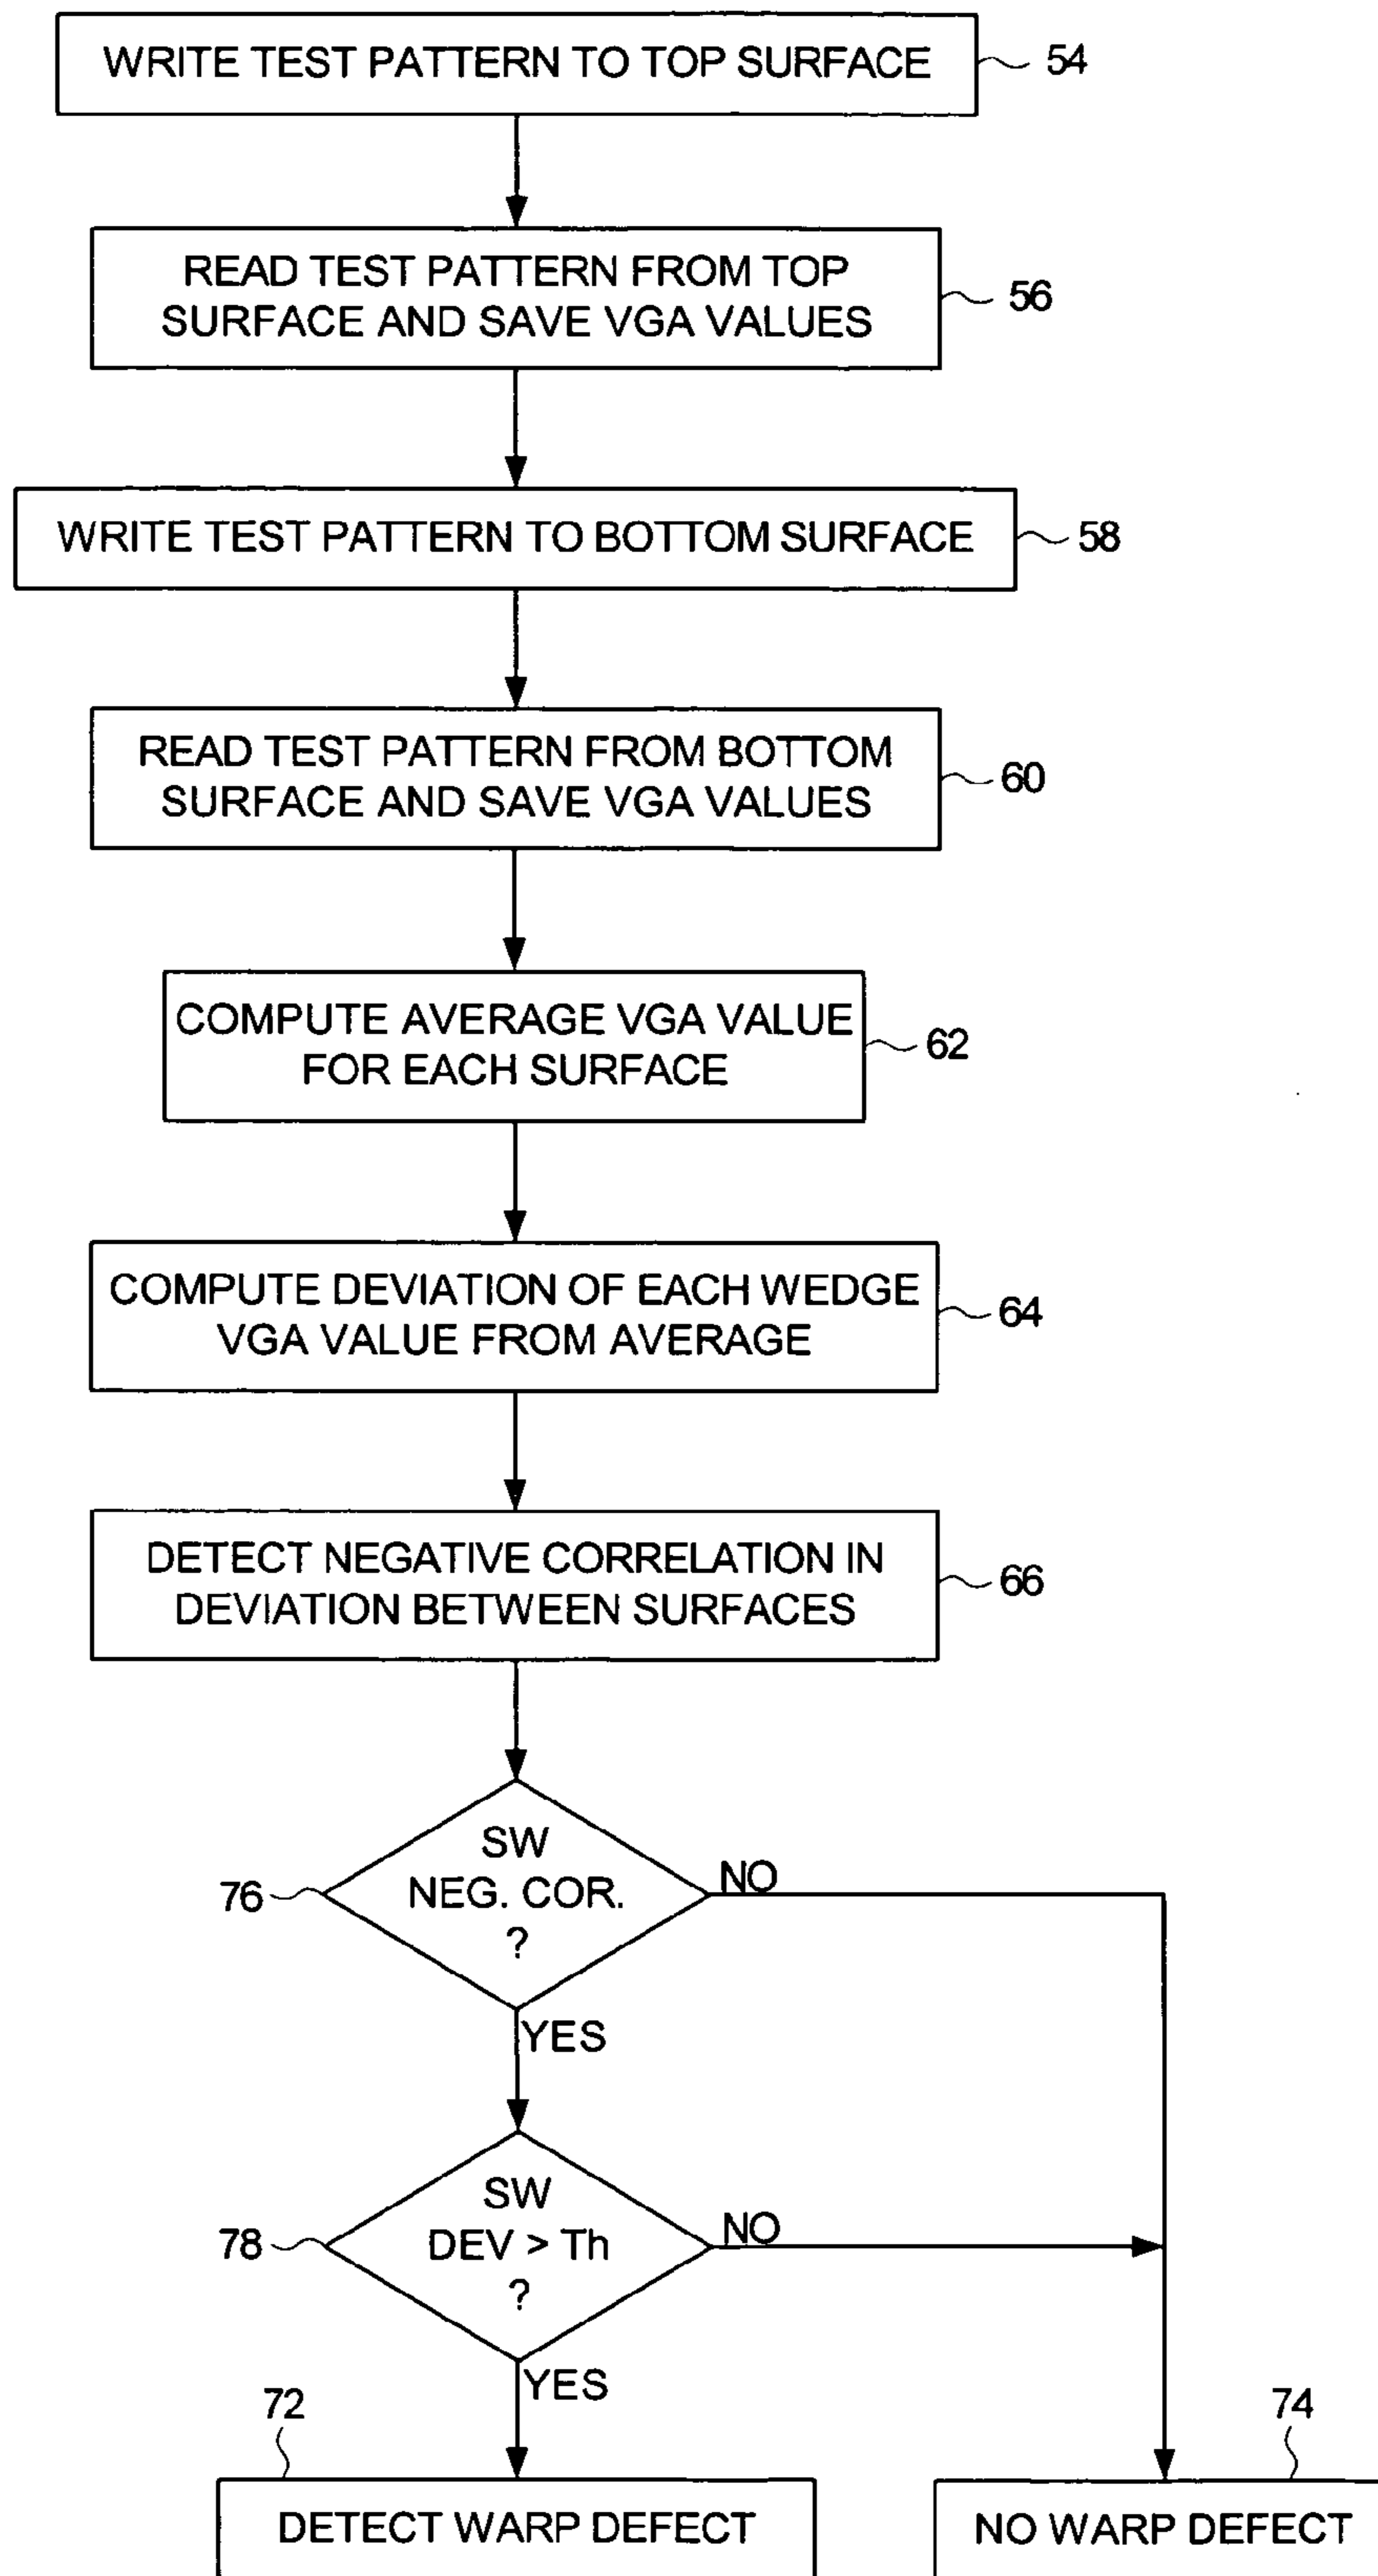 WRITE TEST PATTERN TO TOP SURFACE
54
READ TEST PATTERN FROM TOP
SURFACE AND SAVE VGA VALUES
56
WRITE TEST PATTERN TO BOTTOM SURFACE
58
READ TEST PATTERN FROM BOTTOM
SURFACE AND SAVE VGA VALUES
60
COMPUTE AVERAGE VGA VALUE
FOR EACH SURFACE
62
COMPUTE DEVIATION OF EACH WEDGE
VGA VALUE FROM AVERAGE
64
DETECT NEGATIVE CORRELATION IN
DEVIATION BETWEEN SURFACES
66
SW
NEG. COR.
?
76
NO
YES
SW
DEV > Th
?
78
NO
YES
72
74
DETECT WARP DEFECT
NO WARP DEFECT